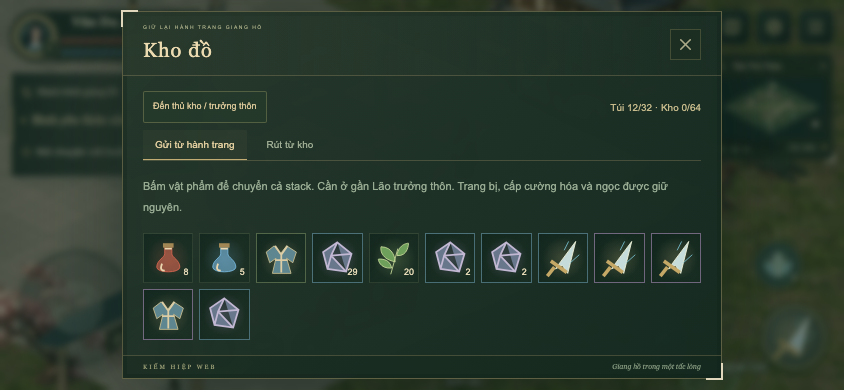 GIỮ LẠI HÀNH TRANG GIANG HỒ
Kho đồ
Đến thủ kho / trưởng thôn
Túi 12/32 · Kho 0/64
Gửi từ hành trang
Rút từ kho
Bấm vật phẩm để chuyển cả stack. Cần ở gần Lão trưởng thôn. Trang bị, cấp cường hóa và ngọc được giữ
nguyên.
8
5
29
20
2
2
KIẾM HIỆP WEB
Giang hồ trong một tấc lòng